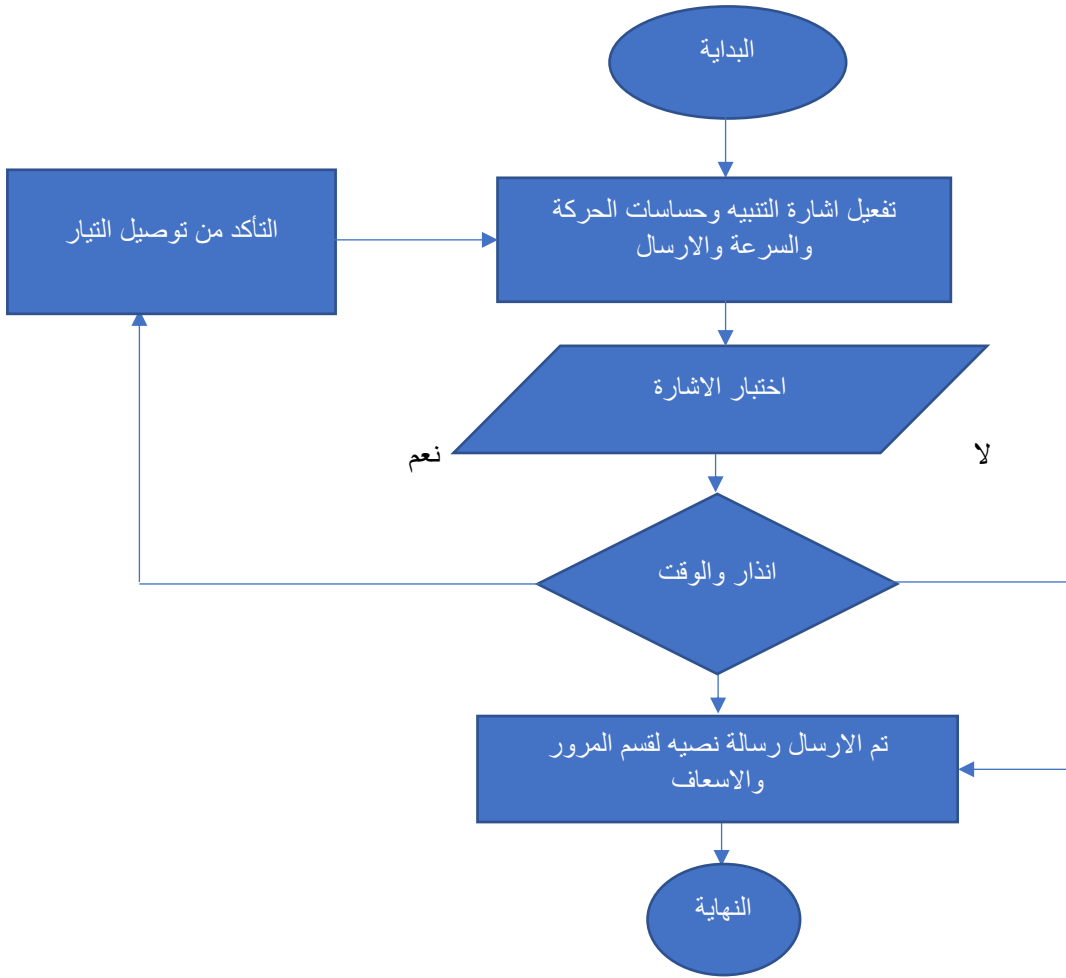 البداية
تفعيل اشارة التنبيه وحساسات الحركة
والسرعة والارسال
التأكد من توصيل التيار
اختبار الاشارة
لا
نعم
انذار والوقت
تم الارسال رسالة نصيه لقسم المرور
والاسعاف
النهاية